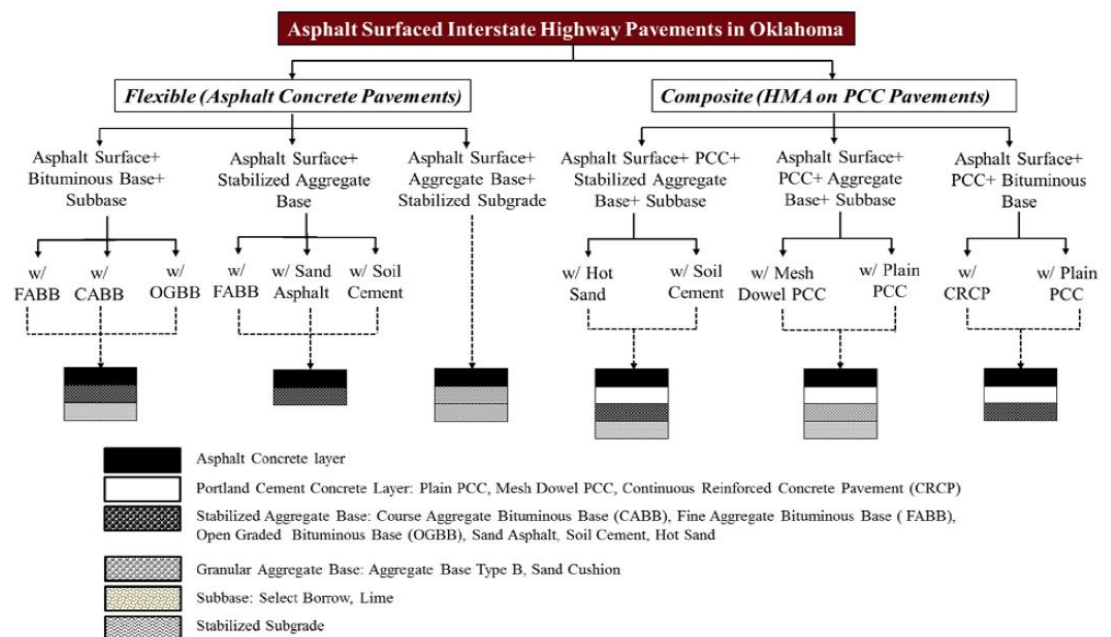 Asphalt Surfaced Interstate Highway Pavements in Oklahoma
Flexible (Asphalt Concrete Pavements)
Composite (HMA on PCC Pavements)
Asphalt Surface+
Bituminous Base+
Subbase
Asphalt Surface+
Stabilized Aggregate
Base
Asphalt Surface+
Aggregate Base+
Stabilized Subgrade
Asphalt Surface+ PCC+
Stabilized Aggregate
Base+ Subbase
Asphalt Surface+
PCC+ Aggregate
Base+ Subbase
Asphalt Surface+
PCC+ Bituminous
Base
w/
FABB
w/
CABB
w/
OGBB
w/
FABB
w/ Sand
Asphalt
w/ Soil
Cement
w/ Hot
Sand
w/ Soil
Cement
w/ Mesh
Dowel PCC
w/ Plain
PCC
w/
CRCP
w/ Plain
PCC
Asphalt Concrete layer
Portland Cement Concrete Layer: Plain PCC, Mesh Dowel PCC, Continuous Reinforced Concrete Pavement (CRCP)
Stabilized Aggregate Base: Course Aggregate Bituminous Base (CABB), Fine Aggregate Bituminous Base ( FABB),
Open Graded Bituminous Base (OGBB), Sand Asphalt, Soil Cement, Hot Sand
Granular Aggregate Base: Aggregate Base Type B, Sand Cushion
Subbase: Select Borrow, Lime
Stabilized Subgrade